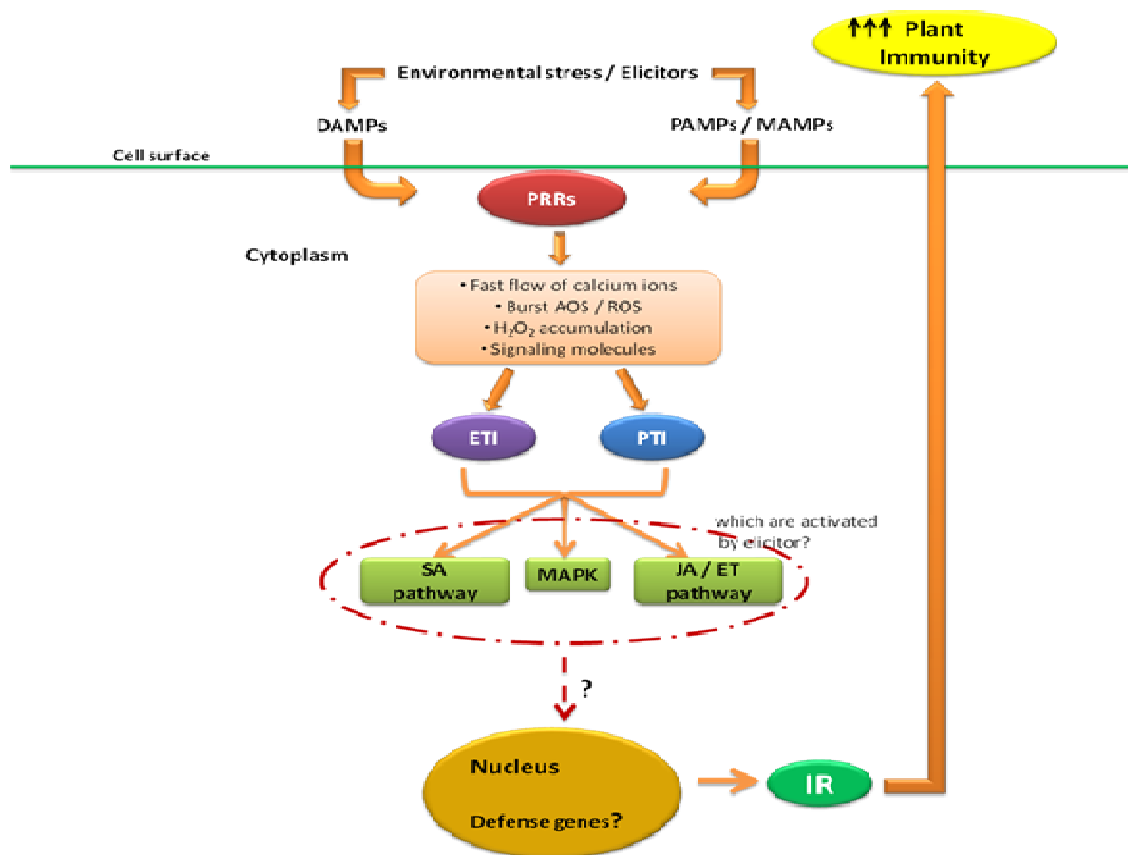 ↑↑↑ Plant
Immunity
Environmental stress / Elicitors
DAMPs
PAMPs / MAMPs
Cell surface
PRRs
Cytoplasm
• Fast flow of calcium ions
• Burst AOS / ROS
• H₂O₂ accumulation
• Signaling molecules
ETI
PTI
which are activated
by elicitor?
SA
pathway
MAPK
JA / ET
pathway
?
Nucleus
Defense genes?
IR